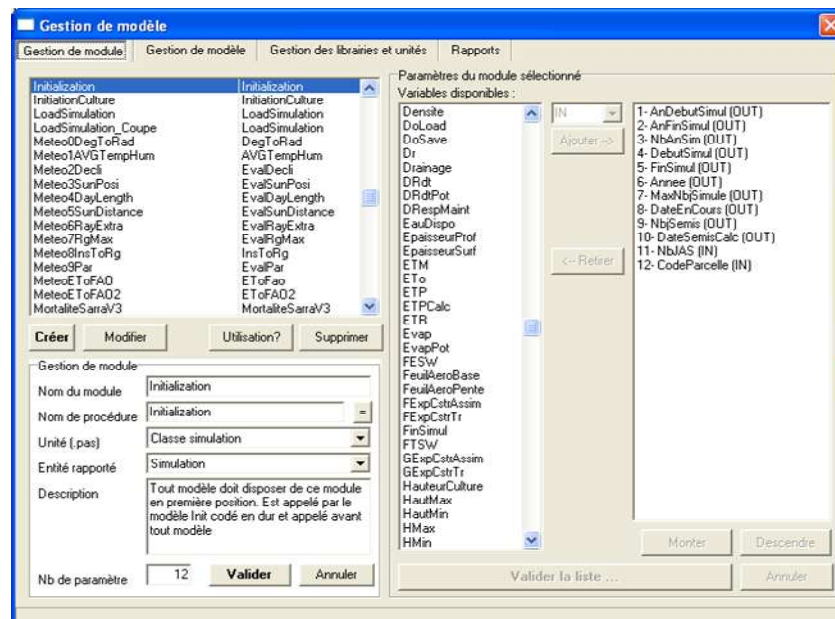 Gestion de modèle
Gestion de module Gestion de modèle Gestion des librairies et unités Rapports
Initialization Initialization
InitiationCulture InitiationCulture
LoadSimulation LoadSimulation
LoadSimulation_Coupe LoadSimulation
Meteo0DegToRad DegToRad
Meteo1AVGTempHum AVGTempHum
Meteo2Decli EvalDecli
Meteo3SunPosi EvalSunPosi
Meteo4DayLength EvalDayLength
Meteo5SunDistance EvalSunDistance
Meteo6RayExtra EvalRayExtra
Meteo7RgMax EvalRgMax
Meteo8InsToRg InsToRg
Meteo9Par EvalPar
MeteoEToFAO EToFao
MeteoEToFAO2 EToFAO2
MortaliteSarraV3 MortaliteSarraV3
Créer Modifier Utilisation? Supprimer
Gestion de module
Nom du module Initialization
Nom de procédure Initialization =
Unité (.pas) Classe simulation
Entité rapporté Simulation
Description Tout modèle doit disposer de ce module
en première position. Est appelé par le
modèle Init codé en dur et appelé avant
tout modèle
Nb de paramètre 12 Valider Annuler
Paramètres du module sélectionné
Variables disponibles :
Densite
DoLoad
DoSave
Dr
Drainage
DRdt
DRdtPot
DRespMaint
EauDispo
EpaisseurProf
EpaisseurSurf
ETM
ETo
ETP
ETPCalc
ETR
Evap
EvapPot
FESW
FeuilAeroBase
FeuilAeroPente
FExpCstrAssim
FExpCstrTr
FinSimul
FTSW
GExpCstrAssim
GExpCstrTr
HauteurCulture
HautMax
HautMin
HMax
HMin
IN
Ajouter -->
<-- Retirer
1- AnDebutSimul (OUT)
2- AnFinSimul (OUT)
3- NbAnSim (OUT)
4- DebutSimul (OUT)
5- FinSimul (OUT)
6- Annee (OUT)
7- MaxNbjSimule (OUT)
8- DateEnCours (OUT)
9- NbjSemis (OUT)
10- DateSemisCalc (OUT)
11- NbJAS (IN)
12- CodeParcelle (IN)
Monter Descendre
Valider la liste ... Annuler